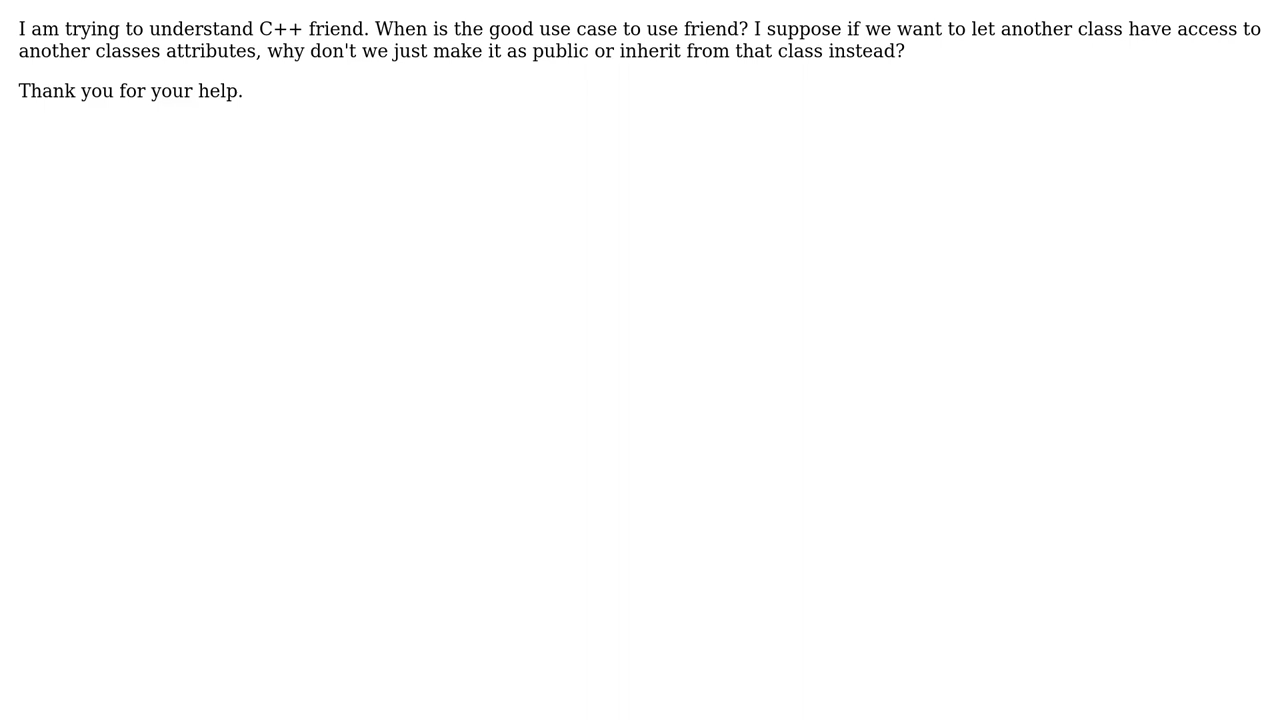 I am trying to understand C++ friend. When is the good use case to use friend? I suppose if we want to let another class have access to
another classes attributes, why don't we just make it as public or inherit from that class instead?
Thank you for your help.